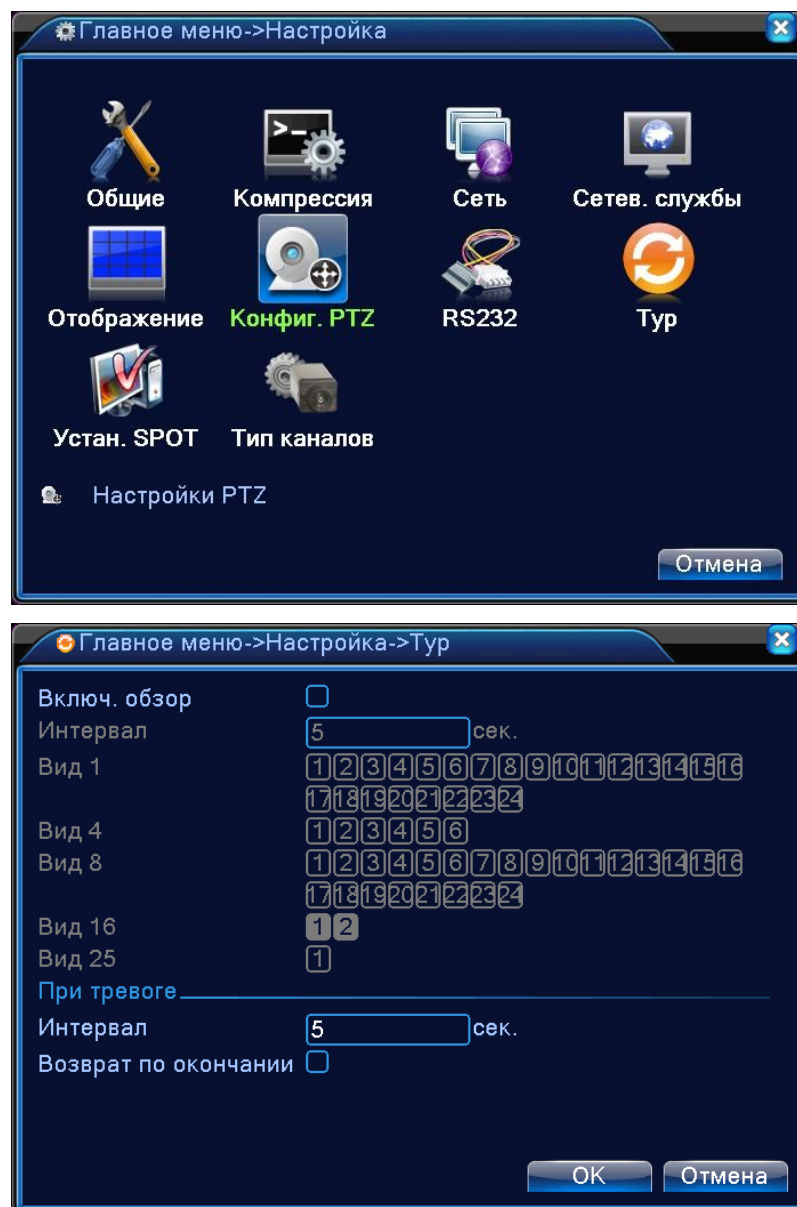 Главное меню->Настройка
Общие Компрессия Сеть Сетев. службы
Отображение Конфиг. PTZ RS232 Тур
Устан. SPOT Тип каналов
Настройки PTZ
Отмена
Главное меню->Настройка->Тур
Включ. обзор
Интервал 5 сек.
Вид 1 1 2 3 4 5 6 7 8 9 10 11 12 13 14 15 16
17 18 19 20 21 22 23 24
Вид 4 1 2 3 4 5 6
Вид 8 1 2 3 4 5 6 7 8 9 10 11 12 13 14 15 16
17 18 19 20 21 22 23 24
Вид 16 1 2
Вид 25 1
При тревоге
Интервал 5 сек.
Возврат по окончании
OK Отмена